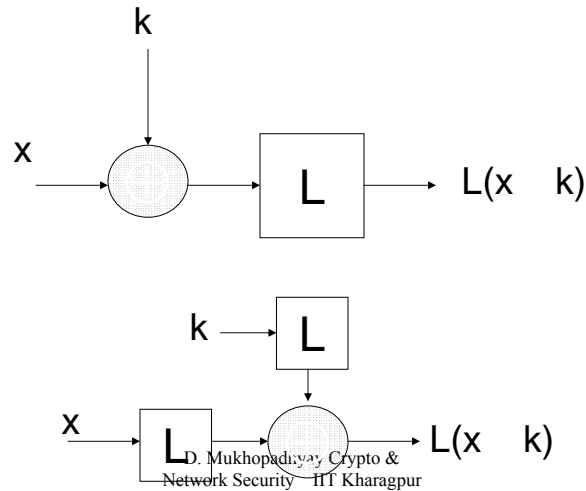 k
x
L
L(x k)
k
L
x
L
L(x k)
D. Mukhopadhyay Crypto &
Network Security IIT Kharagpur